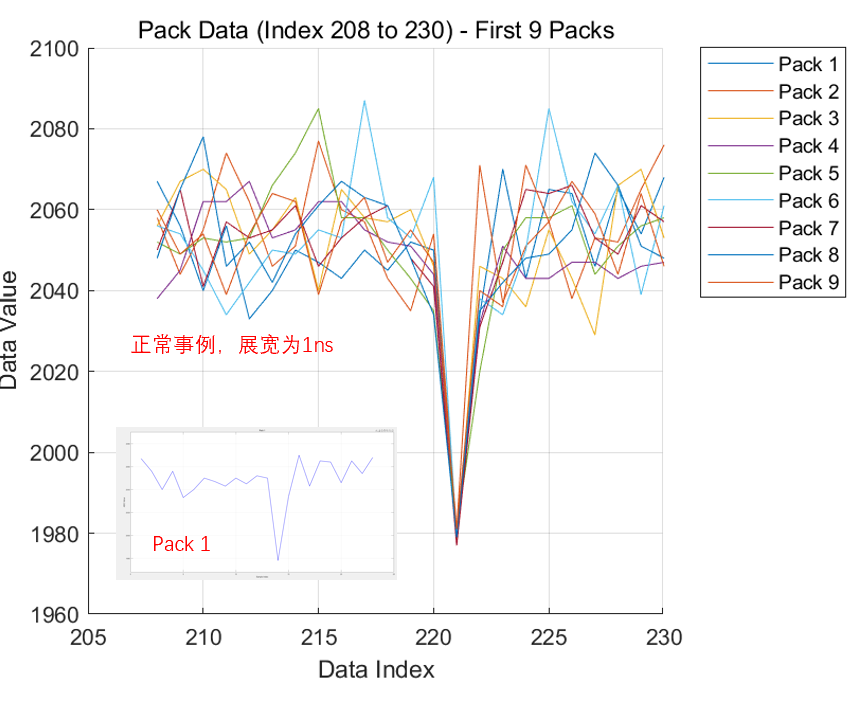 Pack Data (Index 208 to 230) - First 9 Packs
2100
2080
2060
2040
2020
2000
1980
1960
Data Value
205
210
215
220
225
230
Data Index
Pack 1
Pack 2
Pack 3
Pack 4
Pack 5
Pack 6
Pack 7
Pack 8
Pack 9
正常事例，展宽为1ns
Pack 1